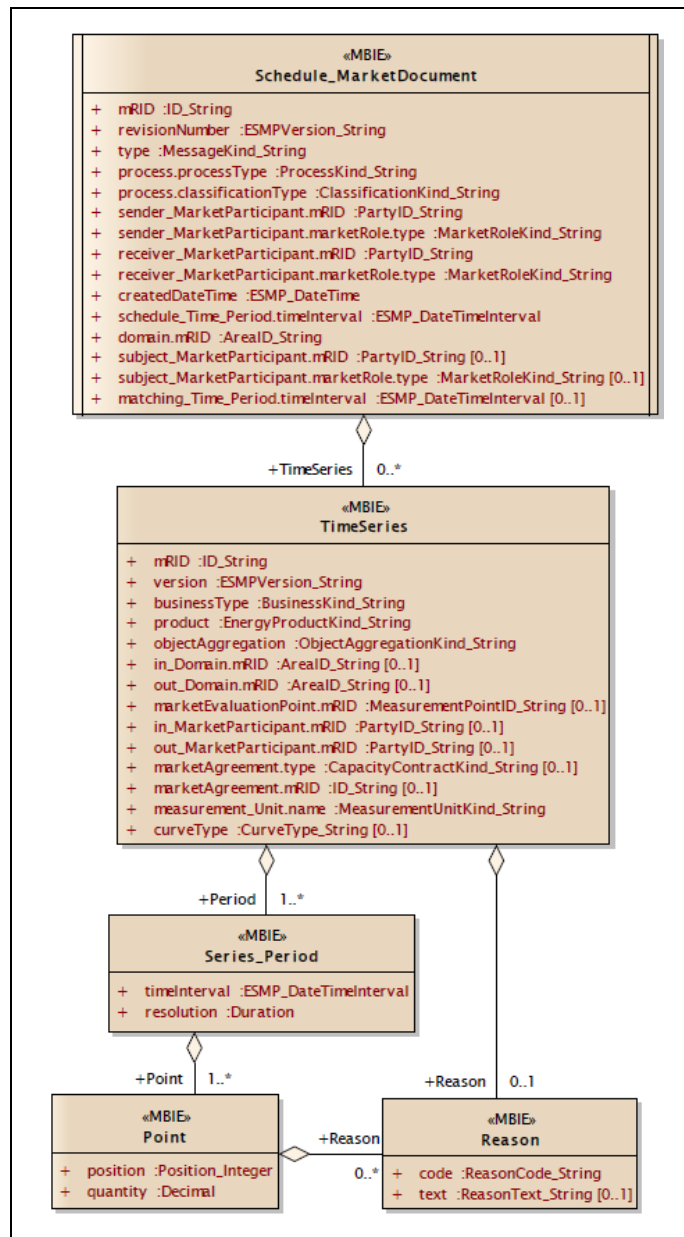 «MBIE»
Schedule_MarketDocument
+ mRID :ID_String
+ revisionNumber :ESMPVersion_String
+ type :MessageKind_String
+ process.processType :ProcessKind_String
+ process.classificationType :ClassificationKind_String
+ sender_MarketParticipant.mRID :PartyID_String
+ sender_MarketParticipant.marketRole.type :MarketRoleKind_String
+ receiver_MarketParticipant.mRID :PartyID_String
+ receiver_MarketParticipant.marketRole.type :MarketRoleKind_String
+ createdDateTime :ESMP_DateTime
+ schedule_Time_Period.timeInterval :ESMP_DateTimeInterval
+ domain.mRID :AreaID_String
+ subject_MarketParticipant.mRID :PartyID_String [0..1]
+ subject_MarketParticipant.marketRole.type :MarketRoleKind_String [0..1]
+ matching_Time_Period.timeInterval :ESMP_DateTimeInterval [0..1]
+TimeSeries 0..*
«MBIE»
TimeSeries
+ mRID :ID_String
+ version :ESMPVersion_String
+ businessType :BusinessKind_String
+ product :EnergyProductKind_String
+ objectAggregation :ObjectAggregationKind_String
+ in_Domain.mRID :AreaID_String [0..1]
+ out_Domain.mRID :AreaID_String [0..1]
+ marketEvaluationPoint.mRID :MeasurementPointID_String [0..1]
+ in_MarketParticipant.mRID :PartyID_String [0..1]
+ out_MarketParticipant.mRID :PartyID_String [0..1]
+ marketAgreement.type :CapacityContractKind_String [0..1]
+ marketAgreement.mRID :ID_String [0..1]
+ measurement_Unit.name :MeasurementUnitKind_String
+ curveType :CurveType_String [0..1]
+Period 1..*
«MBIE»
Series_Period
+ timeInterval :ESMP_DateTimeInterval
+ resolution :Duration
+Point 1..*
+Reason 0..1
«MBIE»
Point
+ position :Position_Integer
+ quantity :Decimal
+Reason
0..*
«MBIE»
Reason
+ code :ReasonCode_String
+ text :ReasonText_String [0..1]